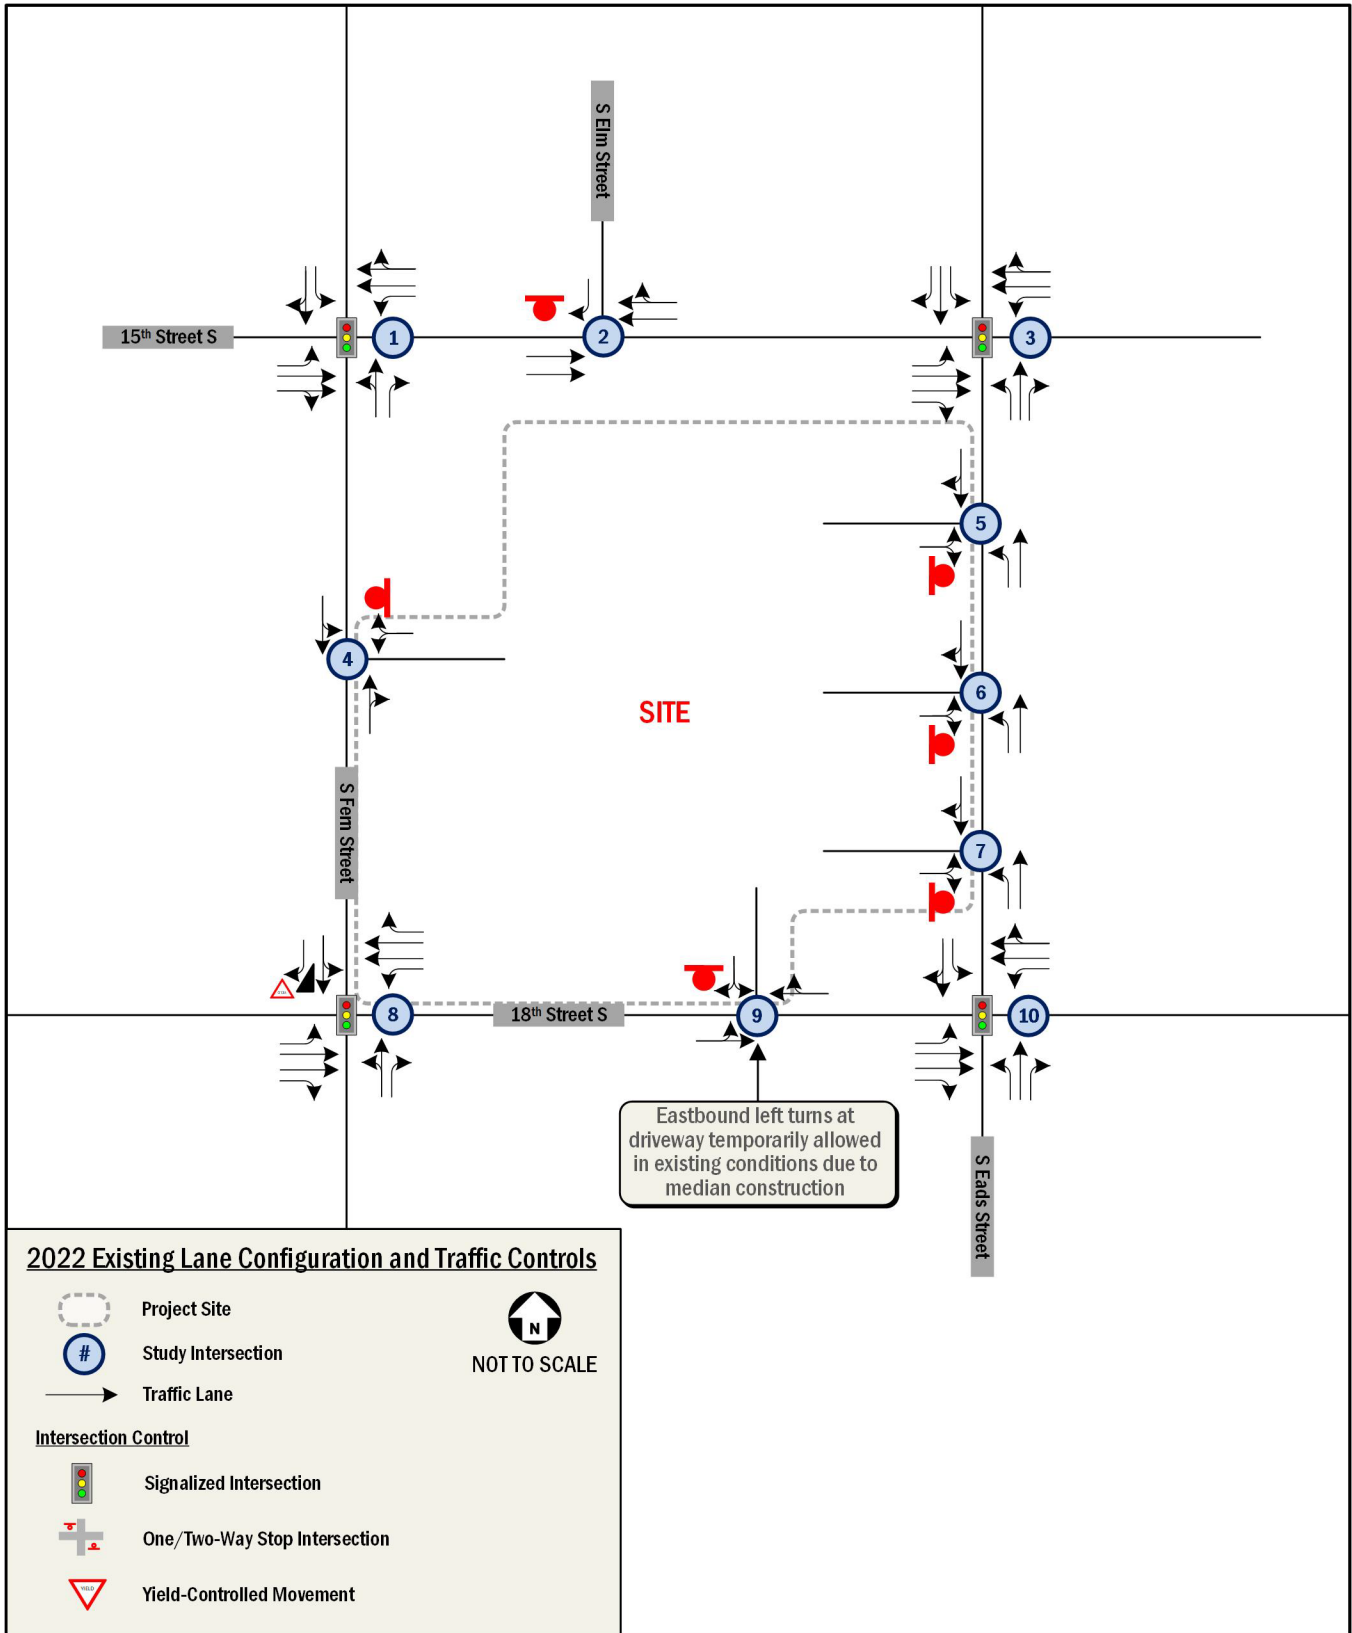 S Elm Street
15th Street S
1
2
3
5
4
6
SITE
S Fern Street
7
8
18th Street S
9
10
Eastbound left turns at
driveway temporarily allowed
in existing conditions due to
median construction
S Eads Street
2022 Existing Lane Configuration and Traffic Controls
Project Site
N
# Study Intersection
NOT TO SCALE
Traffic Lane
Intersection Control
Signalized Intersection
One/Two-Way Stop Intersection
YIELD
Yield-Controlled Movement